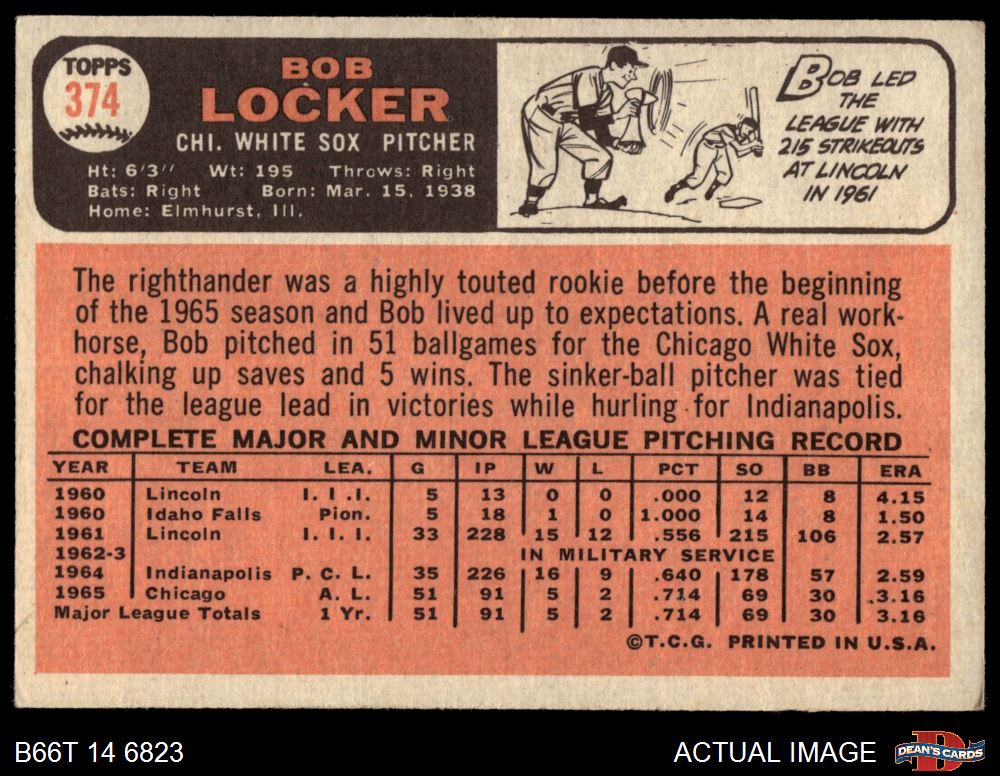 TOPPS
374
BOB
LOCKER
CHI. WHITE SOX PITCHER
Ht: 6'3" Wt: 195 Throws: Right
Bats: Right Born: Mar. 15, 1938
Home: Elmhurst, Ill.
BOB LED
THE
LEAGUE WITH
215 STRIKEOUTS
AT LINCOLN
IN 1961
The righthander was a highly touted rookie before the beginning
of the 1965 season and Bob lived up to expectations. A real work-
horse, Bob pitched in 51 ballgames for the Chicago White Sox,
chalking up saves and 5 wins. The sinker-ball pitcher was tied
for the league lead in victories while hurling for Indianapolis.
COMPLETE MAJOR AND MINOR LEAGUE PITCHING RECORD
YEAR TEAM LEA. G IP W L PCT SO BB ERA
1960 Lincoln I. I. I. 5 13 0 0 .000 12 8 4.15
1960 Idaho Falls Pion. 5 18 1 0 1.000 14 8 1.50
1961 Lincoln I. I. I. 33 228 15 12 .556 215 106 2.57
1962-3 IN MILITARY SERVICE
1964 Indianapolis P. C. L. 35 226 16 9 .640 178 57 2.59
1965 Chicago A. L. 51 91 5 2 .714 69 30 3.16
Major League Totals 1 Yr. 51 91 5 2 .714 69 30 3.16
©T.C.G. PRINTED IN U.S.A.
B66T 14 6823
ACTUAL IMAGE
DEAN'S CARDS